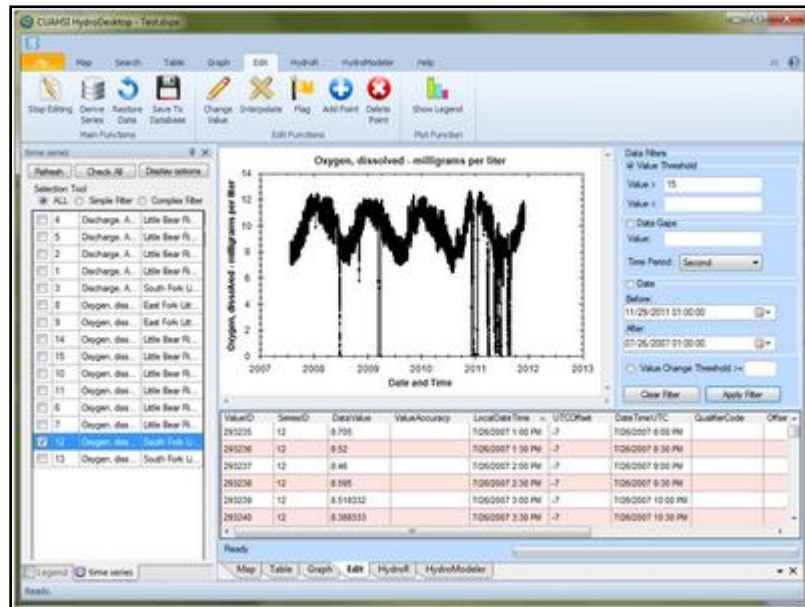 CUAHSI HydroDesktop - Test.dspx
Map Search Table Graph Edit HydroR HydroModeler Help
Stop Editing Derive Series Restore Data Save To Database Change Value Interpolate Flag Add Point Delete Point Show Legend
Main Functions Edit Functions Plot Function
time series
Refresh Check All Display options
Selection Tool
ALL Simple Filter Complex Filter
4 Discharge, A... Little Bear Ri...
5 Discharge, A... Little Bear Ri...
2 Discharge, A... Little Bear Ri...
1 Discharge, A... Little Bear Ri...
3 Discharge, A... South Fork Li...
8 Oxygen, diss... East Fork Litt...
9 Oxygen, diss... East Fork Litt...
14 Oxygen, diss... Little Bear Ri...
15 Oxygen, diss... Little Bear Ri...
10 Oxygen, diss... Little Bear Ri...
11 Oxygen, diss... Little Bear Ri...
6 Oxygen, diss... Little Bear Ri...
7 Oxygen, diss... Little Bear Ri...
12 Oxygen, diss... South Fork Li...
13 Oxygen, diss... South Fork Li...
Legend time series
Oxygen, dissolved - milligrams per liter
Oxygen, dissolved - milligrams per liter
14
12
10
8
6
4
2
0
2007 2008 2009 2010 2011 2012 2013
Date and Time
Data Filters
Value Threshold
Value > 15
Value <
Data Gaps
Value:
Time Period: Second
Date
Before:
11/29/2011 01:00:00
After:
07/26/2007 01:00:00
Value Change Threshold >=
Clear Filter Apply Filter
ValueID SeriesID DataValue ValueAccuracy LocalDateTime UTCOffset DateTimeUTC QualifierCode Offset
293235 12 8.705 7/26/2007 1:00 PM -7 7/26/2007 8:00 PM
293236 12 8.52 7/26/2007 1:30 PM -7 7/26/2007 8:30 PM
293237 12 8.46 7/26/2007 2:00 PM -7 7/26/2007 9:00 PM
293238 12 8.595 7/26/2007 2:30 PM -7 7/26/2007 9:30 PM
293239 12 8.518332 7/26/2007 3:00 PM -7 7/26/2007 10:00 PM
293240 12 8.388333 7/26/2007 3:30 PM -7 7/26/2007 10:30 PM
Ready
Map Table Graph Edit HydroR HydroModeler
Ready.